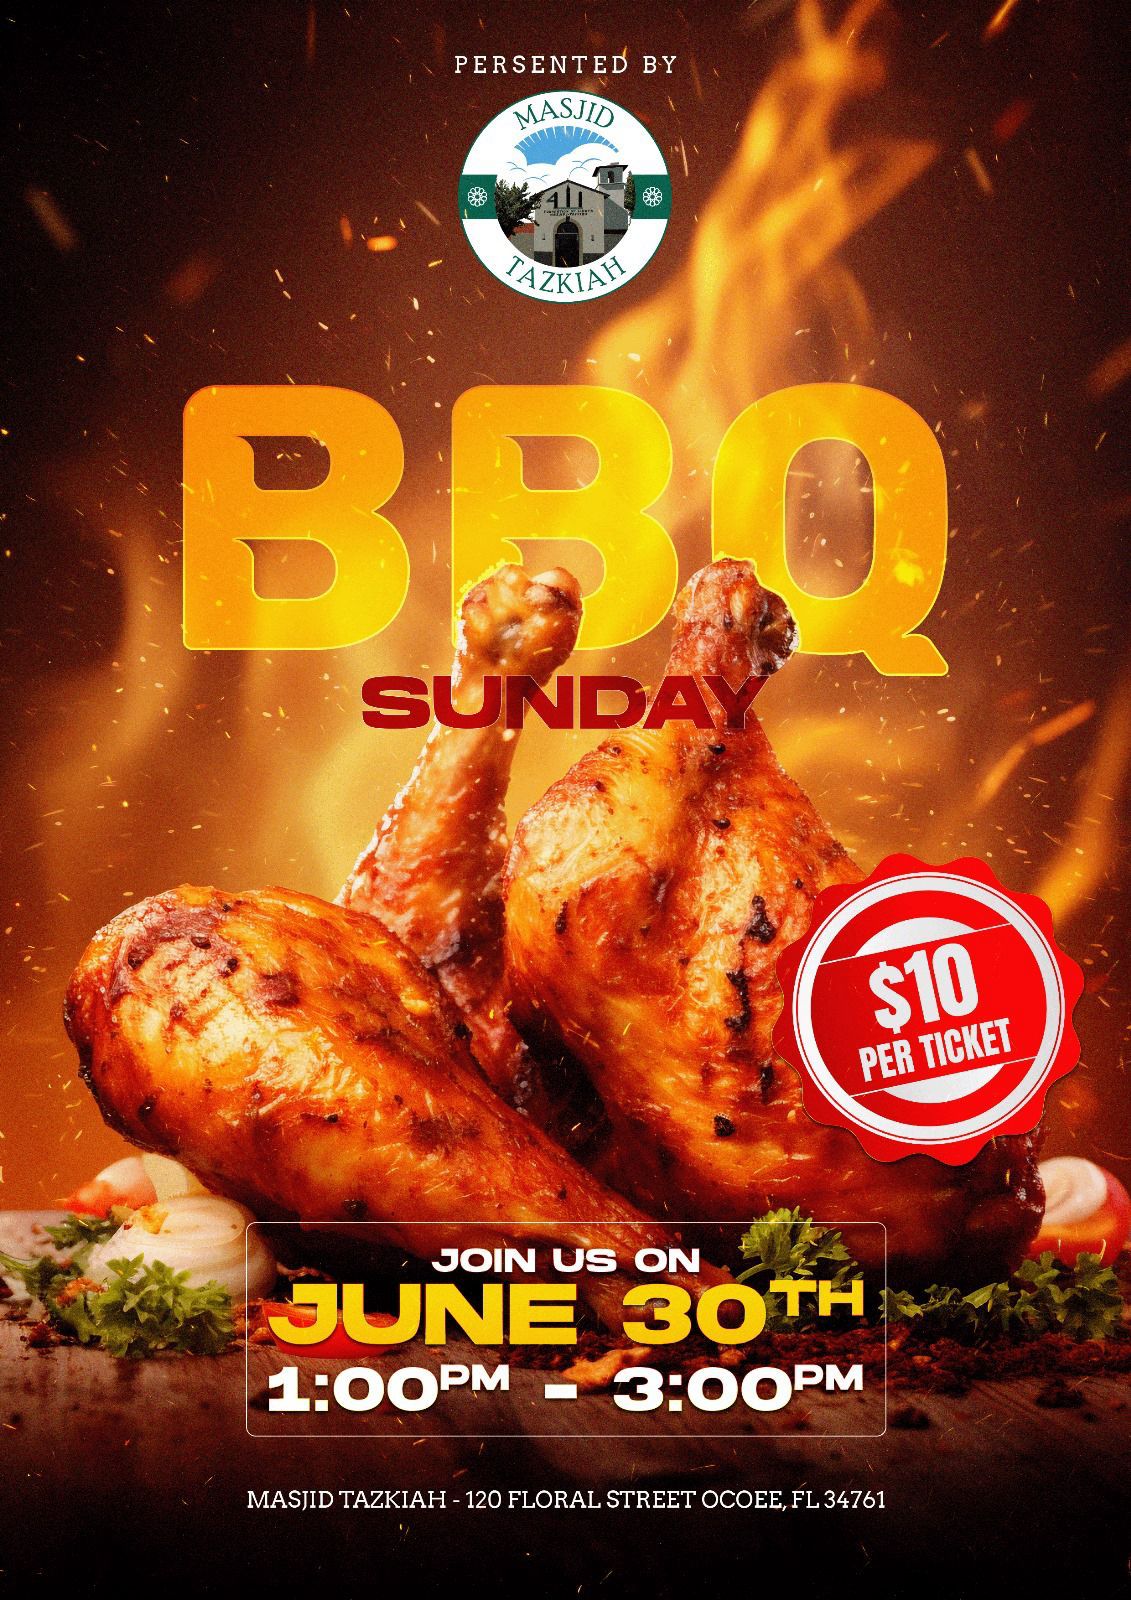 PERSENTED BY
MASJID
411
TAZKIAH
BBQ
SUNDAY
$10
PER TICKET
JOIN US ON
JUNE 30TH
1:00PM - 3:00PM
MASJID TAZKIAH - 120 FLORAL STREET OCOEE, FL 34761